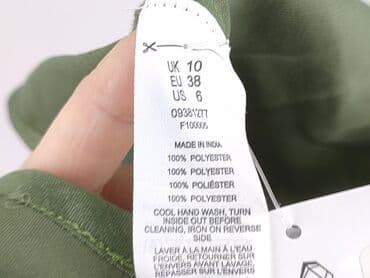 UK 10
EU 38
US 6
09381277
F100005
MADE IN INDIA
100% POLYESTER
100% POLYESTER
100% POLIÉSTER
100% POLYESTER
COOL HAND WASH, TURN
INSIDE OUT BEFORE
CLEANING, IRON ON REVERSE
SIDE
LAVER À LA MAIN À L'EAU
FROIDE, RETOURNER SUR
L'ENVERS AVANT LAVAGE,
REPASSER SUR L'ENVERS